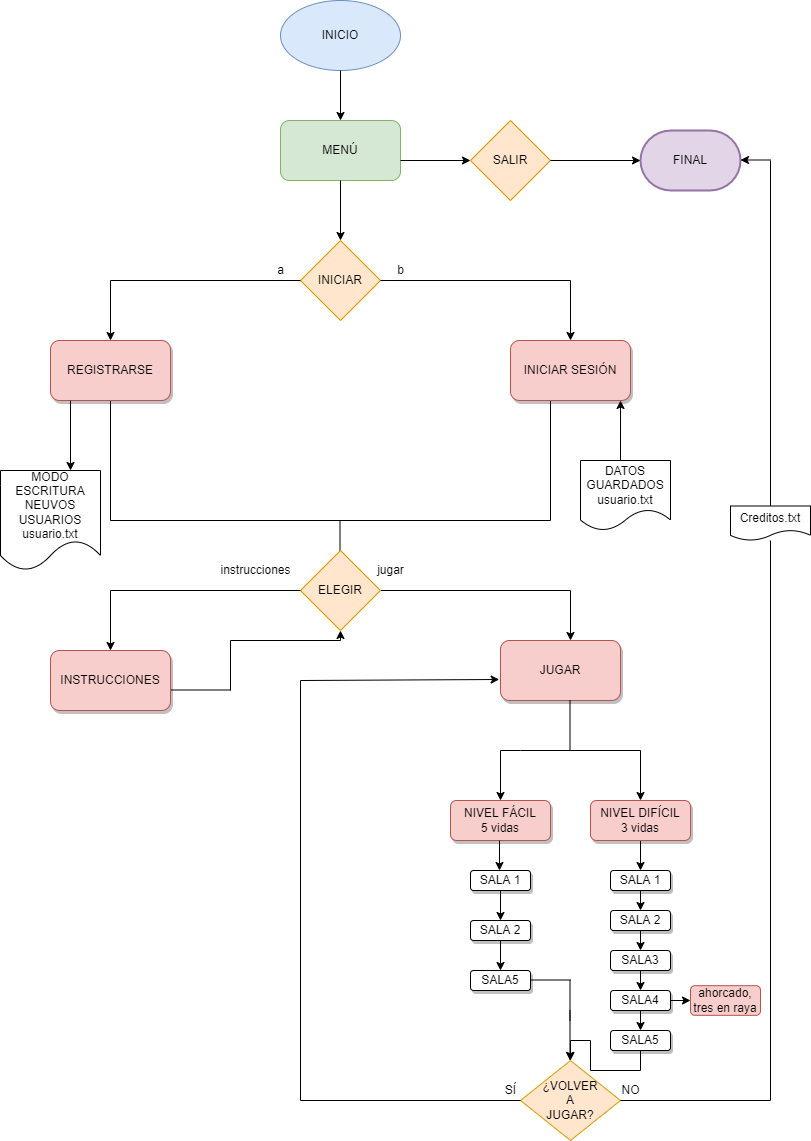 INICIO
MENÚ
SALIR
FINAL
a
b
INICIAR
REGISTRARSE
INICIAR SESIÓN
MODO
ESCRITURA
NEUVOS
USUARIOS
usuario.txt
DATOS
GUARDADOS
usuario.txt
Creditos.txt
instrucciones
jugar
ELEGIR
INSTRUCCIONES
JUGAR
NIVEL FÁCIL
5 vidas
NIVEL DIFÍCIL
3 vidas
SALA 1
SALA 1
SALA 2
SALA 2
SALA3
SALA5
SALA4
ahorcado,
tres en raya
SALA5
SÍ
¿VOLVER
A
JUGAR?
NO